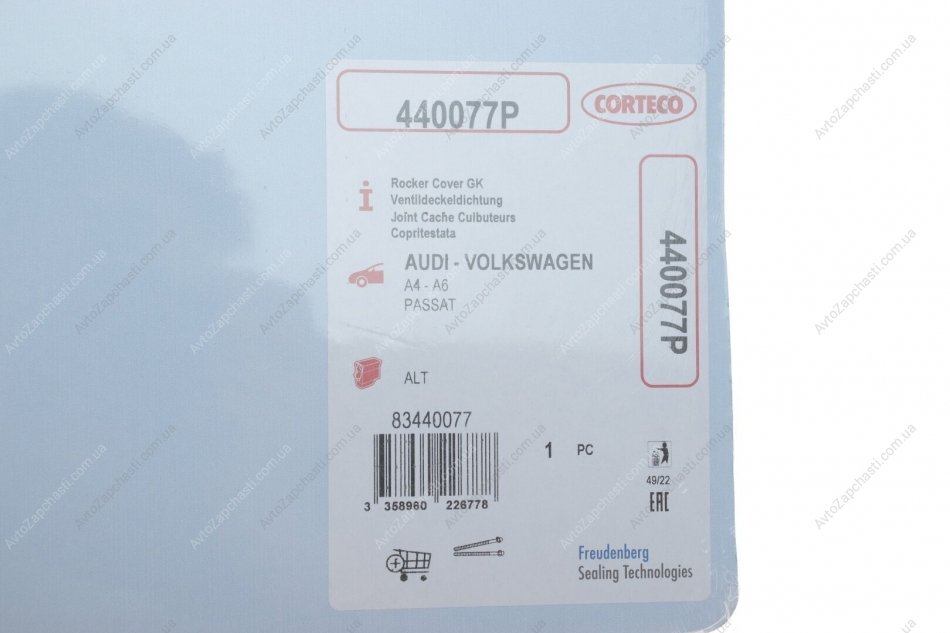 440077P
CORTECO
Rocker Cover GK
Ventildeckeldichtung
Joint Cache Culbuteurs
Copritestata
440077P
AUDI - VOLKSWAGEN
A4 - A6
PASSAT
ALT
83440077
1 PC
3 358960 226778
49/22
EAC
Freudenberg
Sealing Technologies
AvtoZapchasti.com.ua